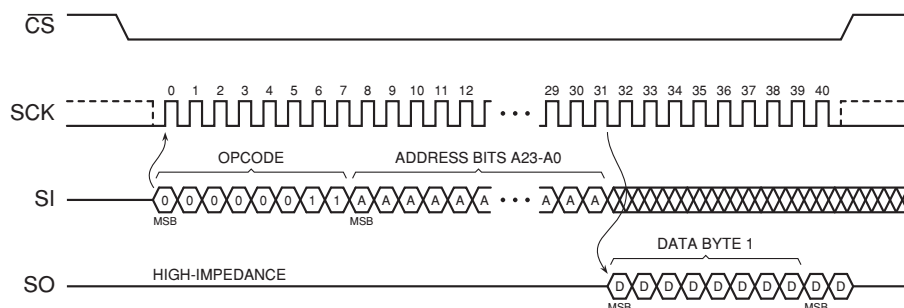 CS
0 1 2 3 4 5 6 7 8 9 10 11 12 29 30 31 32 33 34 35 36 37 38 39 40
SCK
OPCODE ADDRESS BITS A23-A0
SI 0 0 0 0 0 0 1 1 A A A A A A A A A
MSB MSB
DATA BYTE 1
HIGH-IMPEDANCE
SO D D D D D D D D D D
MSB MSB